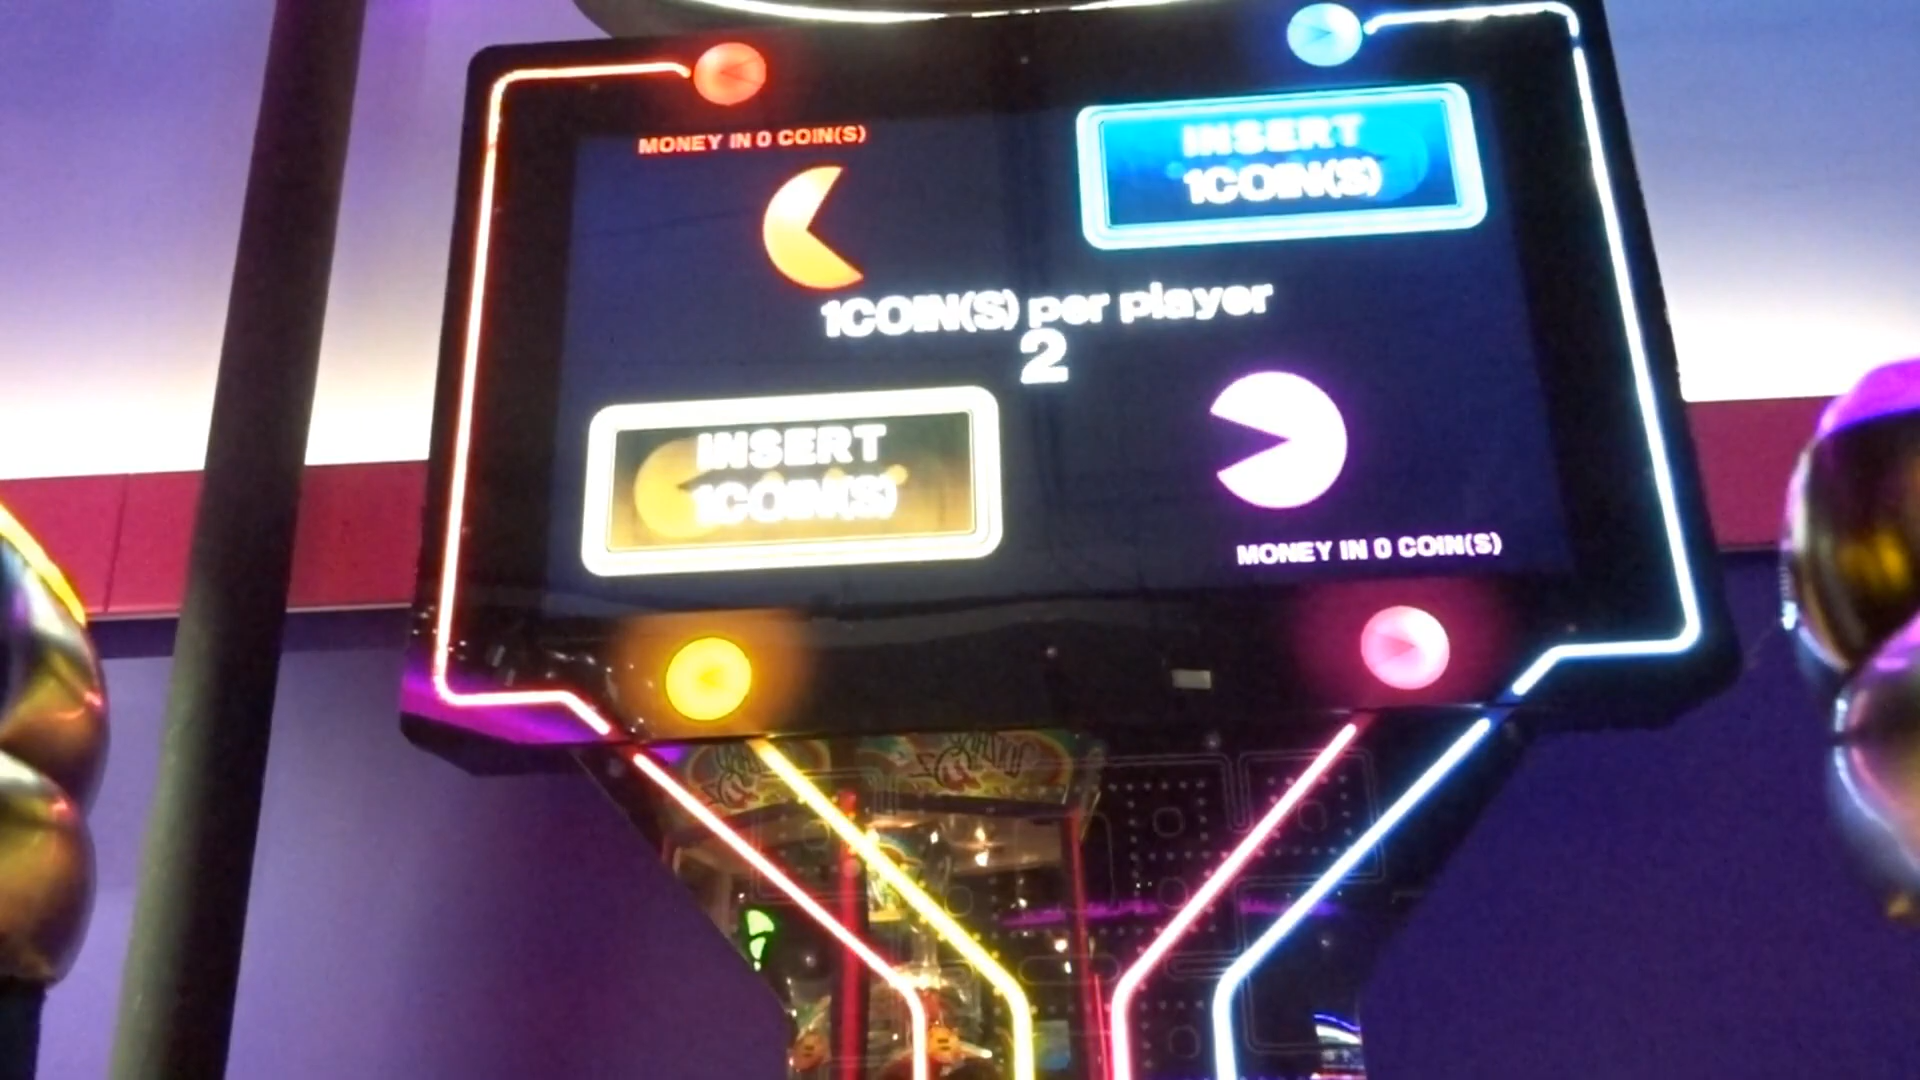 MONEY IN 0 COIN(S)
INSERT
1COIN(S)
1COIN(S) per player
2
INSERT
1COIN(S)
MONEY IN 0 COIN(S)